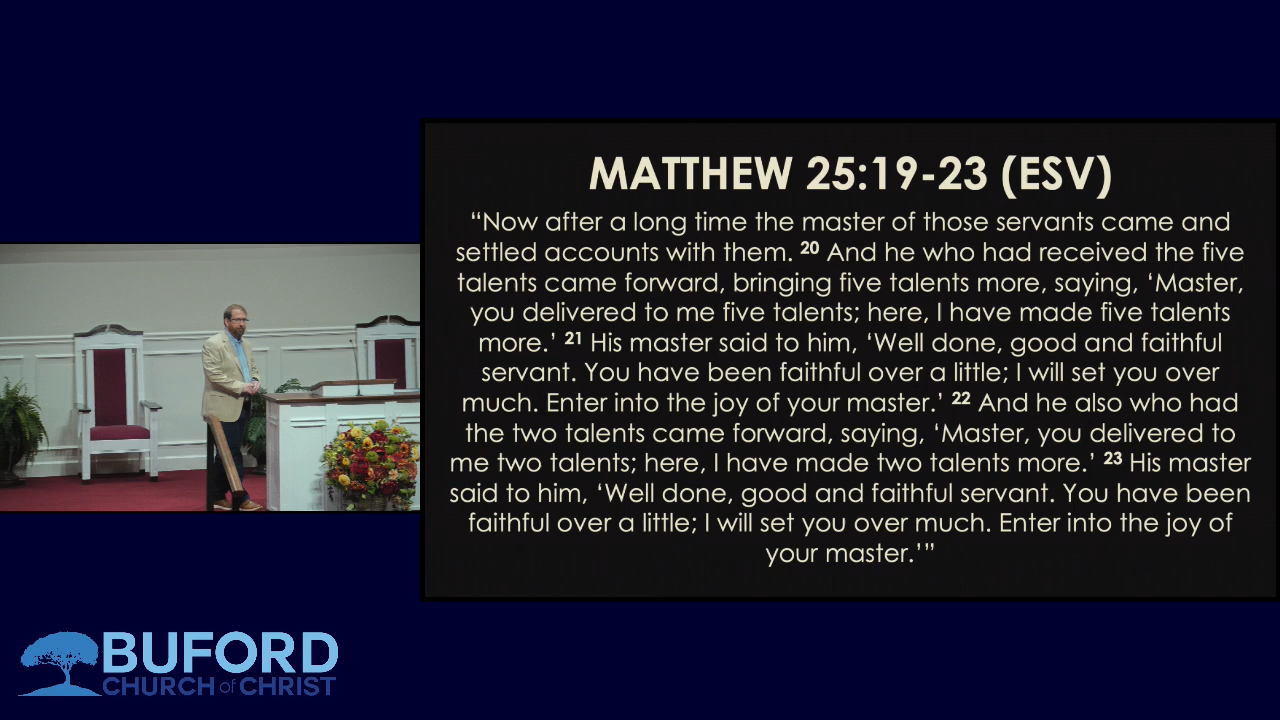 MATTHEW 25:19-23 (ESV)
“Now after a long time the master of those servants came and
settled accounts with them. 20 And he who had received the five
talents came forward, bringing five talents more, saying, ‘Master,
you delivered to me five talents; here, I have made five talents
more.’ 21 His master said to him, ‘Well done, good and faithful
servant. You have been faithful over a little; I will set you over
much. Enter into the joy of your master.’ 22 And he also who had
the two talents came forward, saying, ‘Master, you delivered to
me two talents; here, I have made two talents more.’ 23 His master
said to him, ‘Well done, good and faithful servant. You have been
faithful over a little; I will set you over much. Enter into the joy of
your master.’”
BUFORD
CHURCH of CHRIST